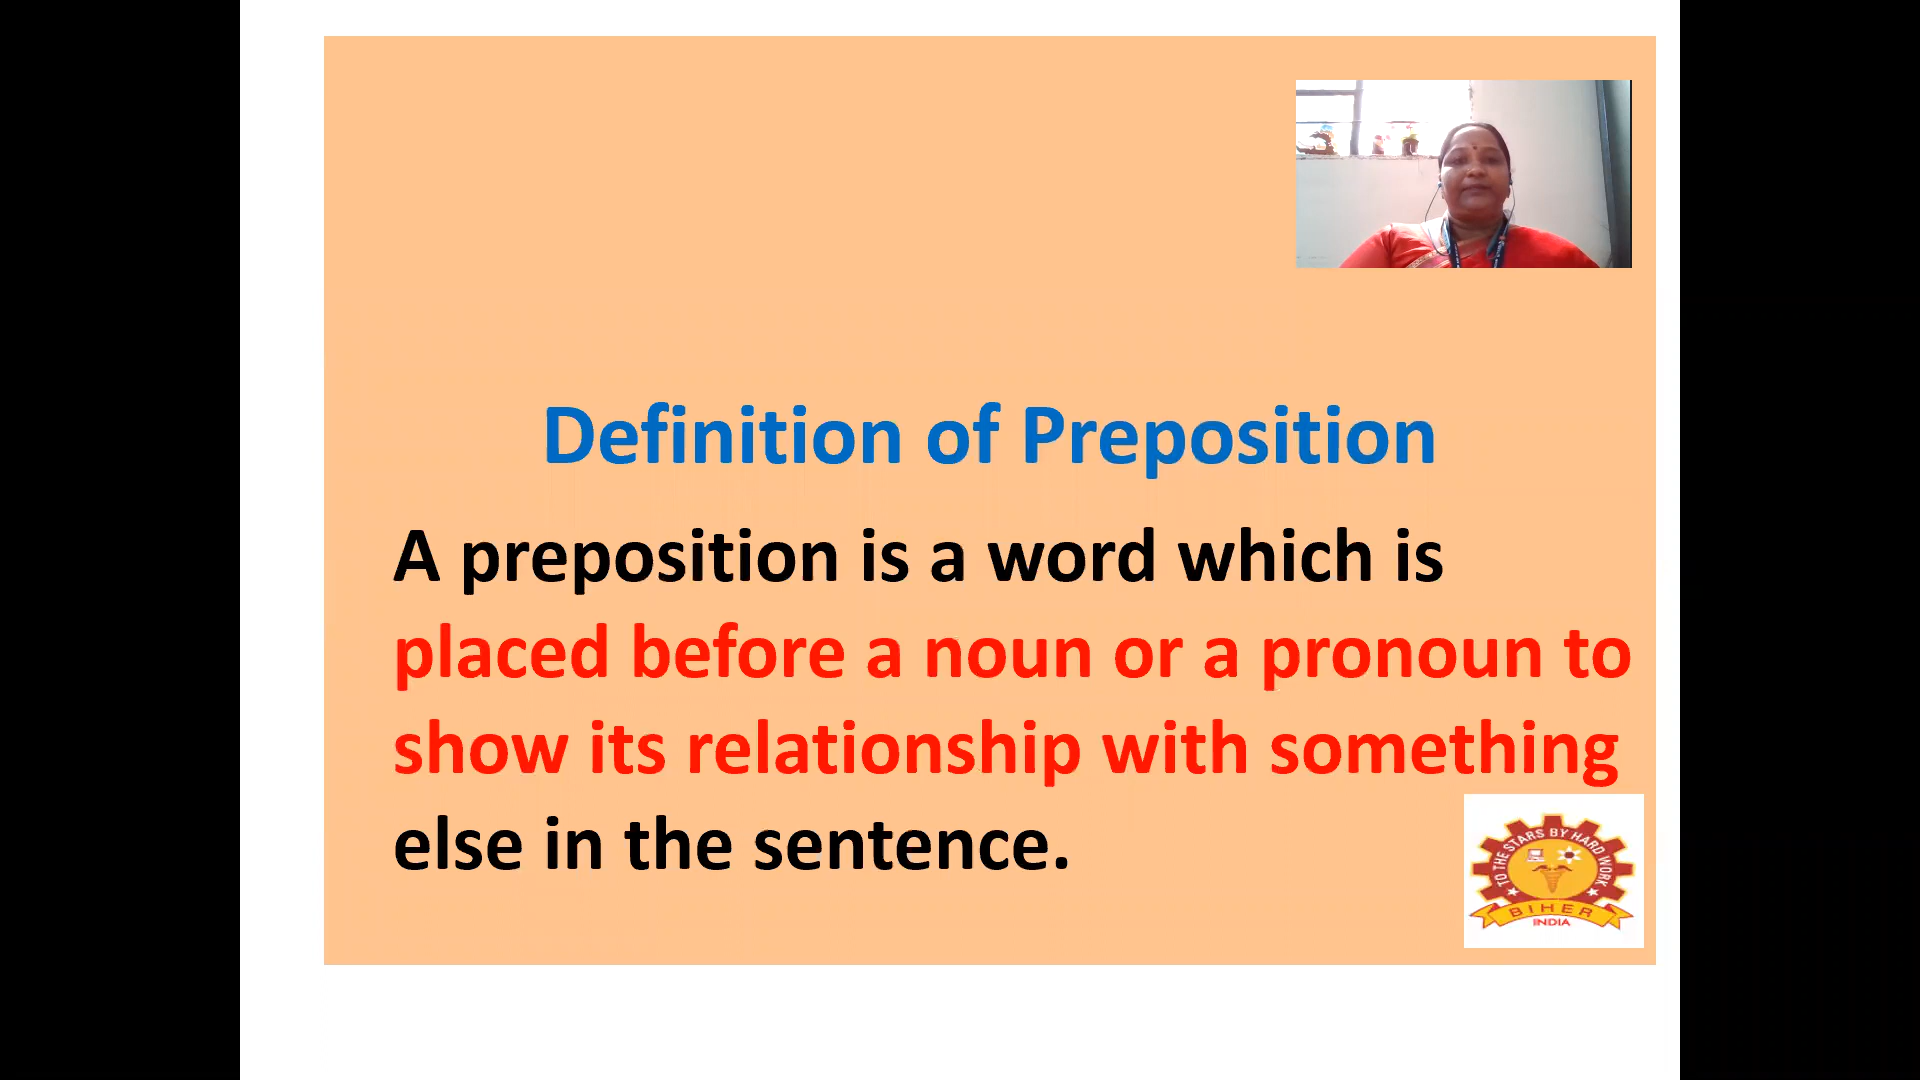 Definition of Preposition
A preposition is a word which is
placed before a noun or a pronoun to
show its relationship with something
else in the sentence.
TO THE STARS BY HARD WORK
BIHER
INDIA